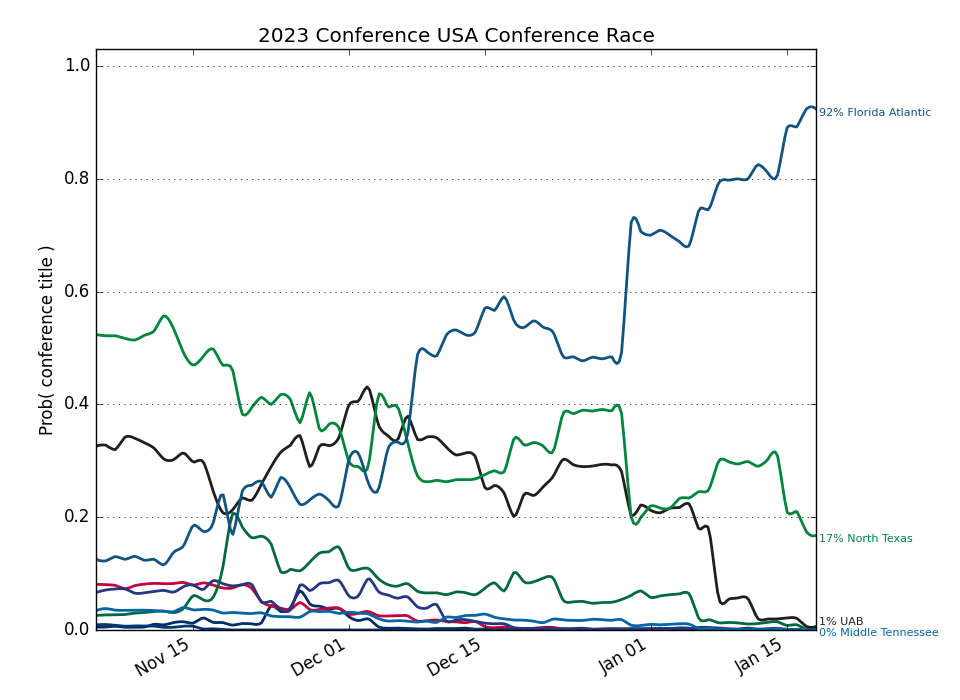 2023 Conference USA Conference Race
1.0
0.8
0.6
0.4
0.2
0.0
Prob( conference title )
92% Florida Atlantic
17% North Texas
1% UAB
0% Middle Tennessee
Nov 15
Dec 01
Dec 15
Jan 01
Jan 15